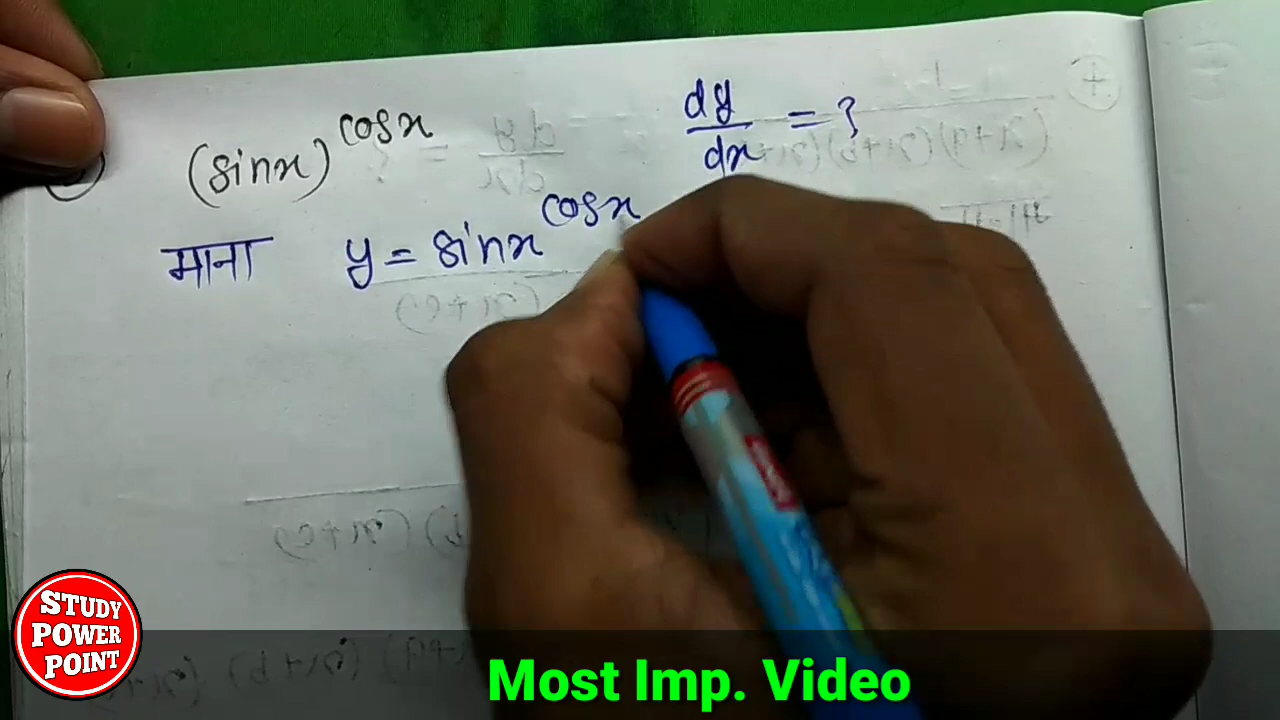 (sinx)^cosx dy/dx = ?
माना y = sinx^cosx
STUDY
POWER
POINT
Most Imp. Video